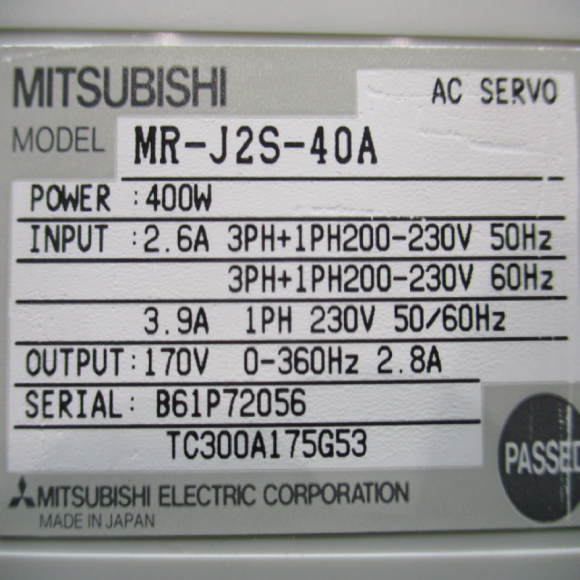 MITSUBISHI AC SERVO
MODEL MR-J2S-40A
POWER :400W
INPUT :2.6A 3PH+1PH200-230V 50Hz
3PH+1PH200-230V 60Hz
3.9A 1PH 230V 50/60Hz
OUTPUT:170V 0-360Hz 2.8A
SERIAL: B61P72056
TC300A175G53
PASSED
MITSUBISHI ELECTRIC CORPORATION
MADE IN JAPAN